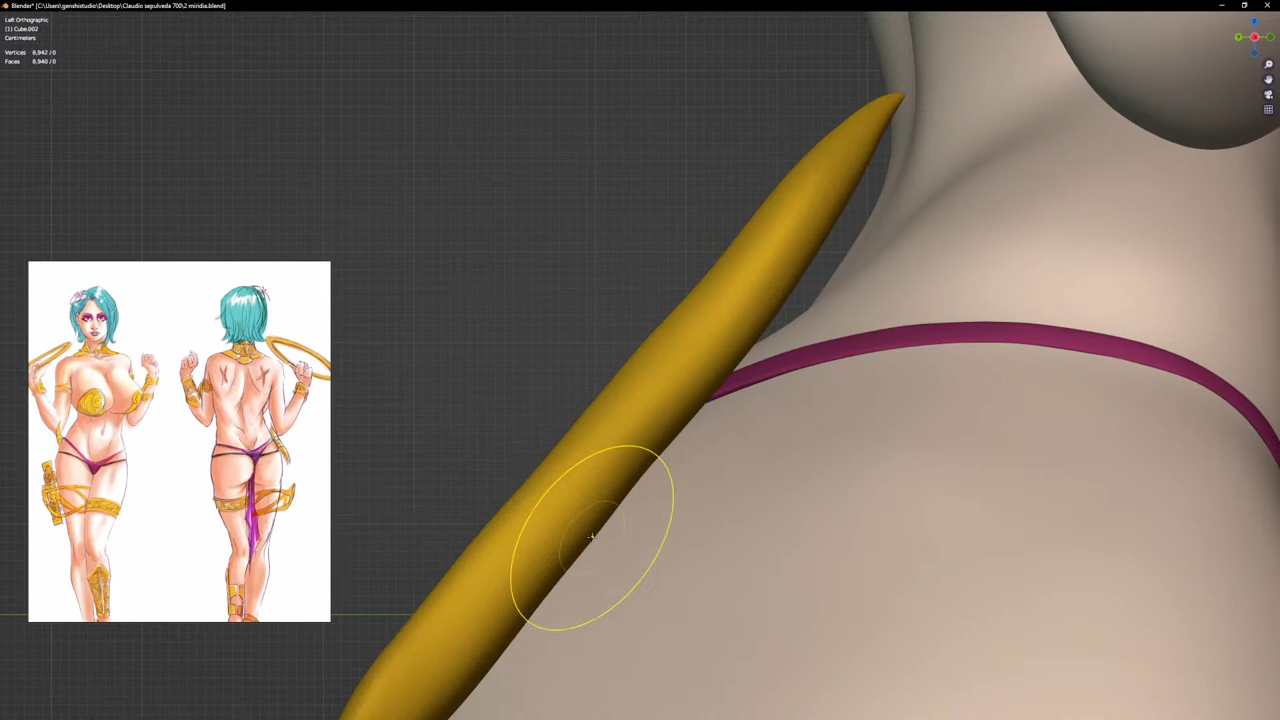 Blender* [C:\Users\genshistudio\Desktop\Claudio sepulveda 700\2 miridia.blend]
Left Orthographic
(1) Cube.002
Centimeters
Vertices 8,942 / 0
Faces 8,940 / 0